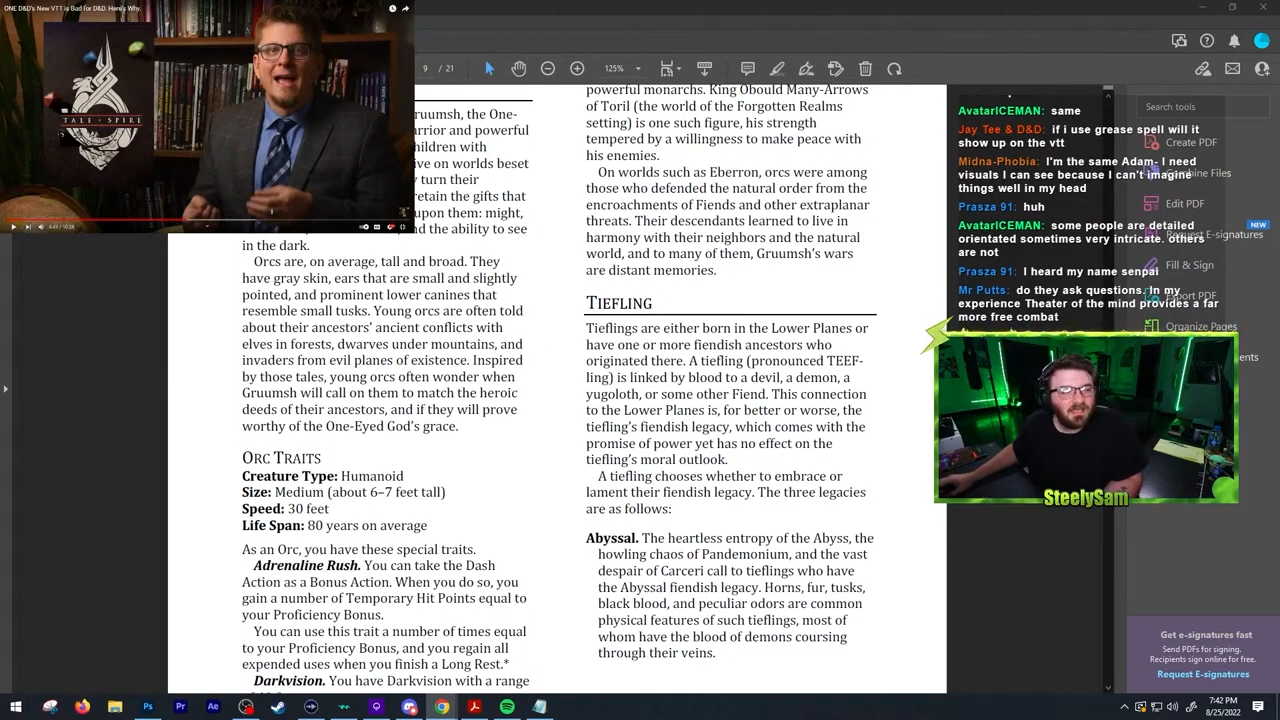 ONE D&D's New VTT is Bad for D&D. Here's Why.
TALE SPIRE
4:43 / 10:26
9 / 21
125%
ruumsh, the One-
arrior and powerful
hildren with
ive on worlds beset
y turn their
retain the gifts that
upon them: might,
nd the ability to see
in the dark.
Orcs are, on average, tall and broad. They
have gray skin, ears that are small and slightly
pointed, and prominent lower canines that
resemble small tusks. Young orcs are often told
about their ancestors' ancient conflicts with
elves in forests, dwarves under mountains, and
invaders from evil planes of existence. Inspired
by those tales, young orcs often wonder when
Gruumsh will call on them to match the heroic
deeds of their ancestors, and if they will prove
worthy of the One-Eyed God's grace.
ORC TRAITS
Creature Type: Humanoid
Size: Medium (about 6–7 feet tall)
Speed: 30 feet
Life Span: 80 years on average
As an Orc, you have these special traits.
Adrenaline Rush. You can take the Dash
Action as a Bonus Action. When you do so, you
gain a number of Temporary Hit Points equal to
your Proficiency Bonus.
You can use this trait a number of times equal
to your Proficiency Bonus, and you regain all
expended uses when you finish a Long Rest.*
Darkvision. You have Darkvision with a range
powerful monarchs. King Obould Many-Arrows
of Toril (the world of the Forgotten Realms
setting) is one such figure, his strength
tempered by a willingness to make peace with
his enemies.
On worlds such as Eberron, orcs were among
those who defended the natural order from the
encroachments of Fiends and other extraplanar
threats. Their descendants learned to live in
harmony with their neighbors and the natural
world, and to many of them, Gruumsh's wars
are distant memories.
TIEFLING
Tieflings are either born in the Lower Planes or
have one or more fiendish ancestors who
originated there. A tiefling (pronounced TEEF-
ling) is linked by blood to a devil, a demon, a
yugoloth, or some other Fiend. This connection
to the Lower Planes is, for better or worse, the
tiefling's fiendish legacy, which comes with the
promise of power yet has no effect on the
tiefling's moral outlook.
A tiefling chooses whether to embrace or
lament their fiendish legacy. The three legacies
are as follows:
Abyssal. The heartless entropy of the Abyss, the
howling chaos of Pandemonium, and the vast
despair of Carceri call to tieflings who have
the Abyssal fiendish legacy. Horns, fur, tusks,
black blood, and peculiar odors are common
physical features of such tieflings, most of
whom have the blood of demons coursing
through their veins.
AvatarICEMAN: same
Jay Tee & D&D: if i use grease spell will it
show up on the vtt
Midna-Phobia: I'm the same Adam- I need
visuals I can see because I can't imagine
things well in my head
Prasza 91: huh
AvatarICEMAN: some people are detailed
orientated sometimes very intricate. others
are not
Prasza 91: I heard my name senpai
Mr Putts: do they ask questions. In my
experience Theater of the mind provides a far
more free combat
SteelySam
Search tools
Create PDF
Combine Files
Edit PDF
Request E-signatures
NEW
Fill & Sign
Export PDF
Organize Pages
ents
Get e-signatures fast
Send PDFs for signing.
Recipients sign online for free.
Request E-signatures
7:42 PM
8/25/2022